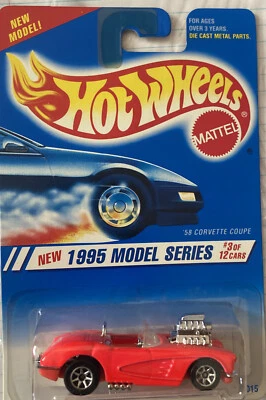 NEW
MODEL!
FOR AGES
OVER 3 YEARS.
DIE CAST METAL PARTS.
HOT WHEELS
MATTEL
'58 CORVETTE COUPE
NEW 1995 MODEL SERIES #3 OF
12 CARS